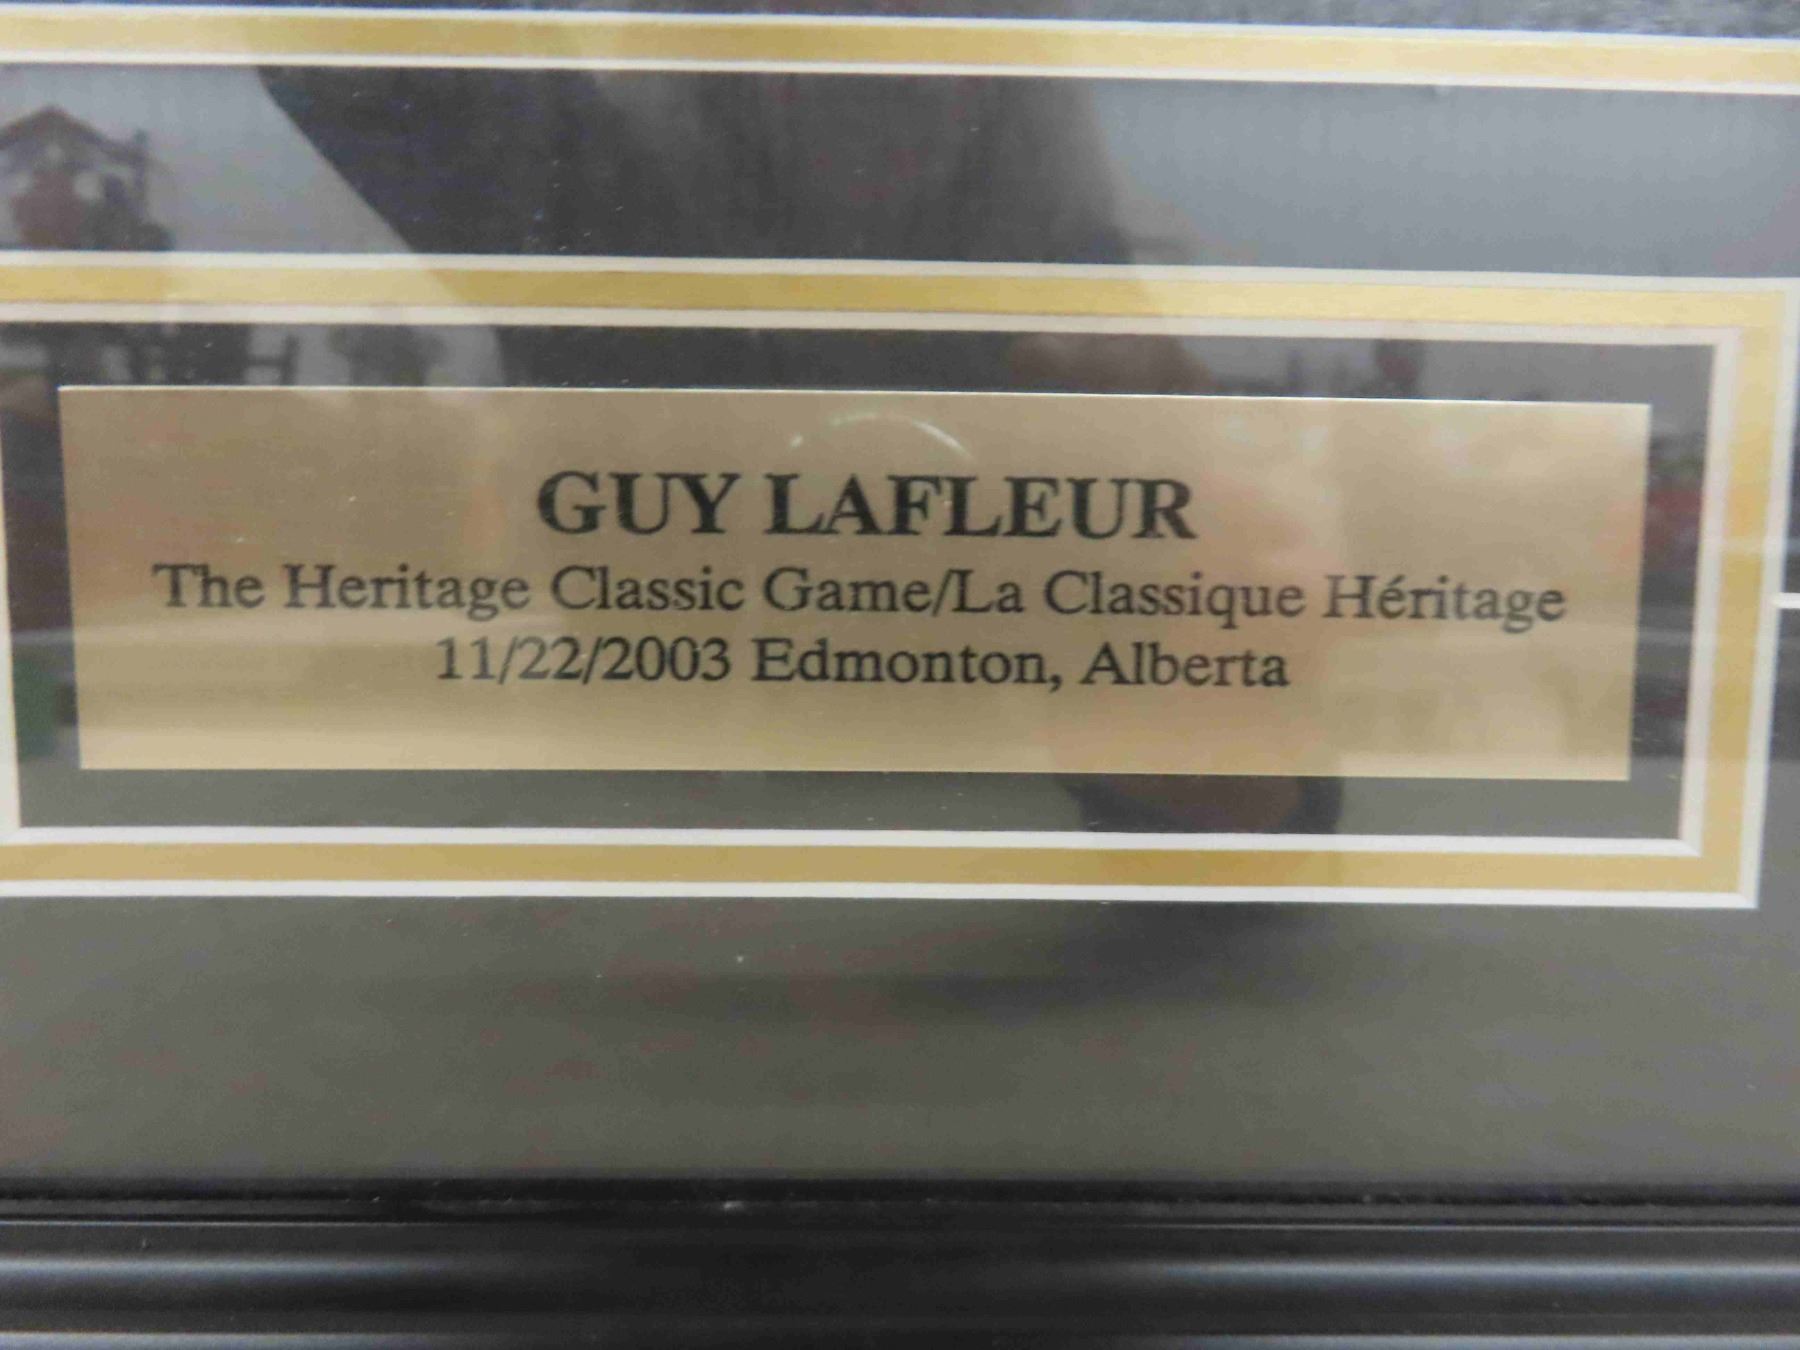 GUY LAFLEUR
The Heritage Classic Game/La Classique Héritage
11/22/2003 Edmonton, Alberta